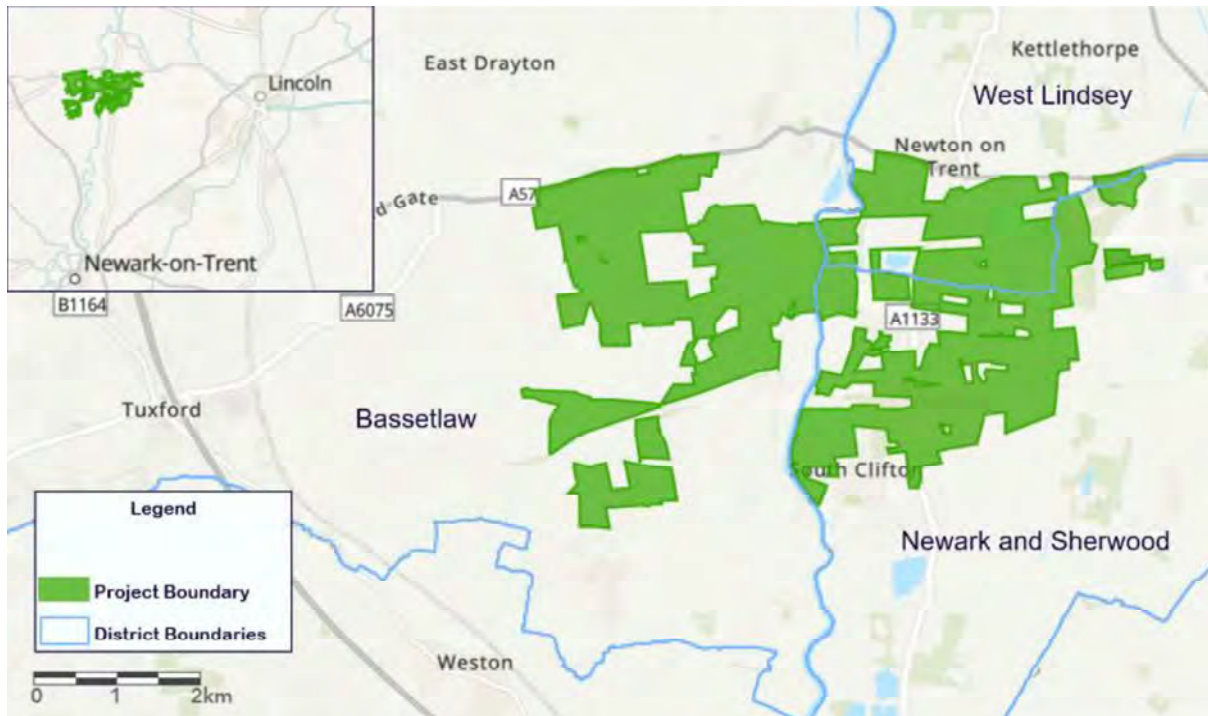 Lincoln
Newark-on-Trent
East Drayton
Kettlethorpe
West Lindsey
Newton on
Trent
A57
d-Gate
B1164
A6075
A1133
Tuxford
Bassetlaw
South Clifton
Newark and Sherwood
Legend
Project Boundary
District Boundaries
Weston
0 1 2km